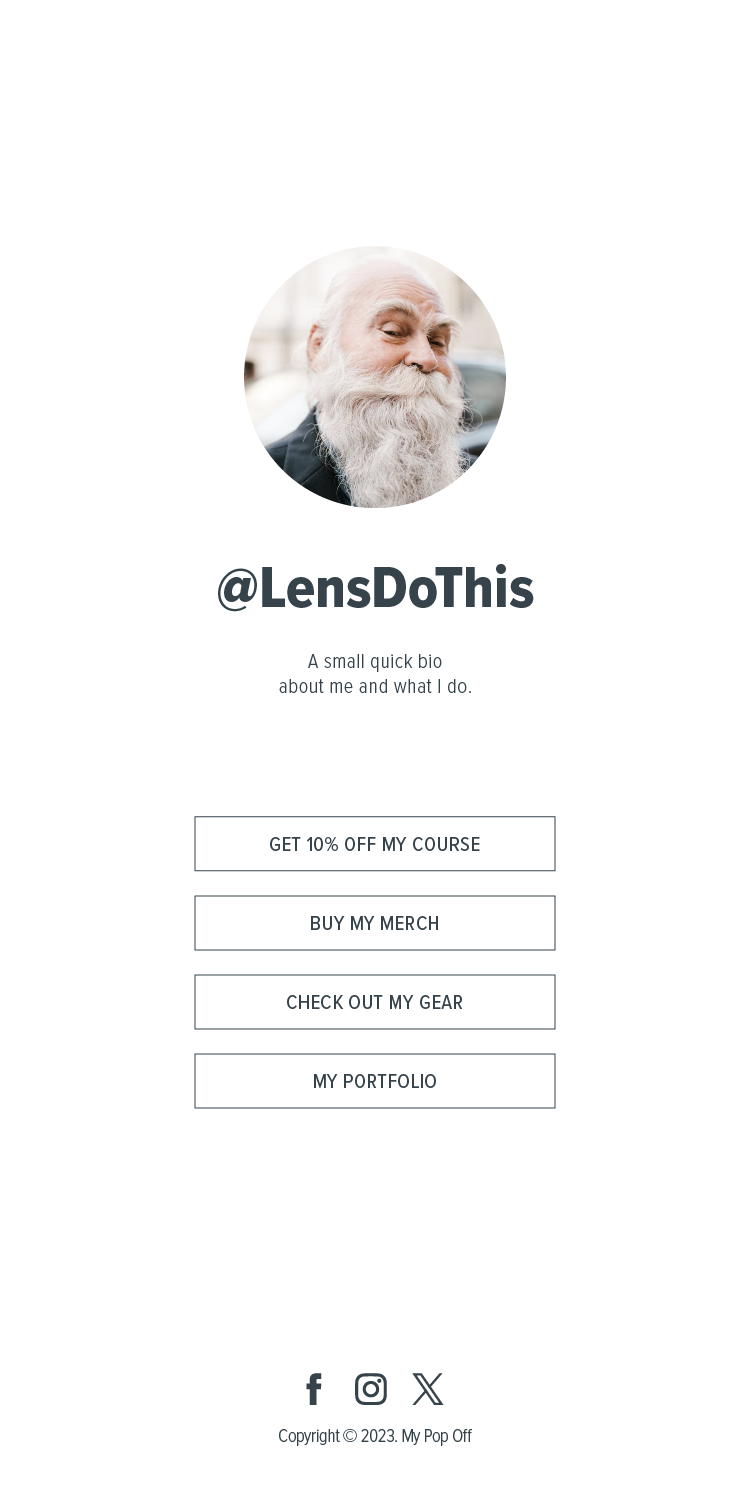 @LensDoThis
A small quick bio
about me and what I do.
GET 10% OFF MY COURSE
BUY MY MERCH
CHECK OUT MY GEAR
MY PORTFOLIO
Copyright © 2023. My Pop Off